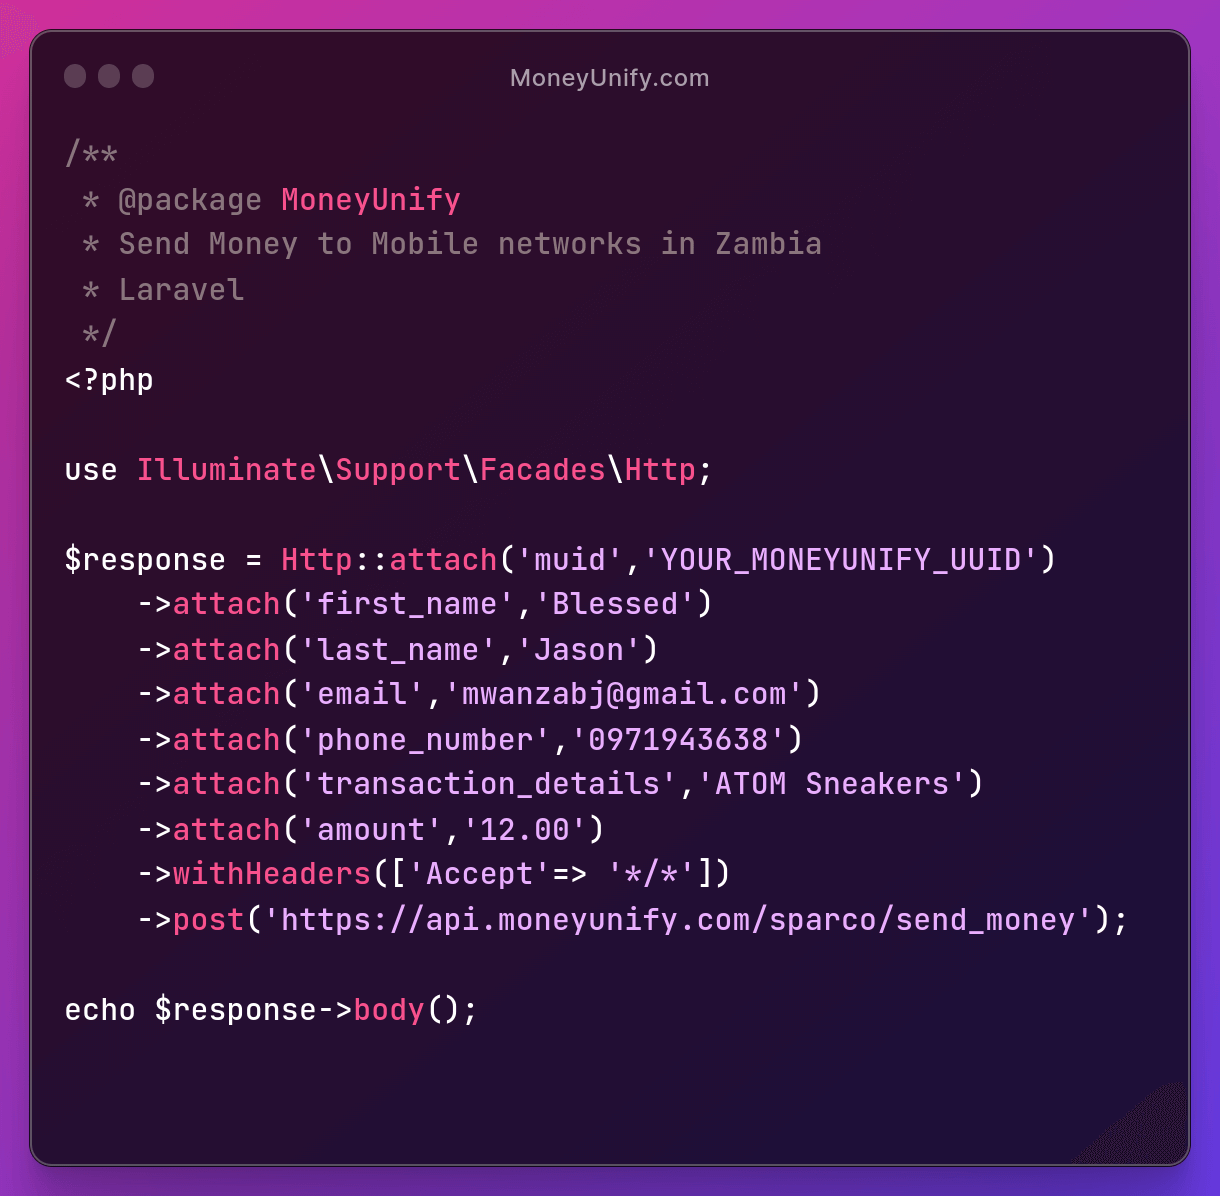 MoneyUnify.com
/**
 * @package MoneyUnify
 * Send Money to Mobile networks in Zambia
 * Laravel
 */
<?php
use Illuminate\Support\Facades\Http;
$response = Http::attach('muid','YOUR_MONEYUNIFY_UUID')
    ->attach('first_name','Blessed')
    ->attach('last_name','Jason')
    ->attach('email','mwanzabj@gmail.com')
    ->attach('phone_number','0971943638')
    ->attach('transaction_details','ATOM Sneakers')
    ->attach('amount','12.00')
    ->withHeaders(['Accept'=> '*/*'])
    ->post('https://api.moneyunify.com/sparco/send_money');
echo $response->body();